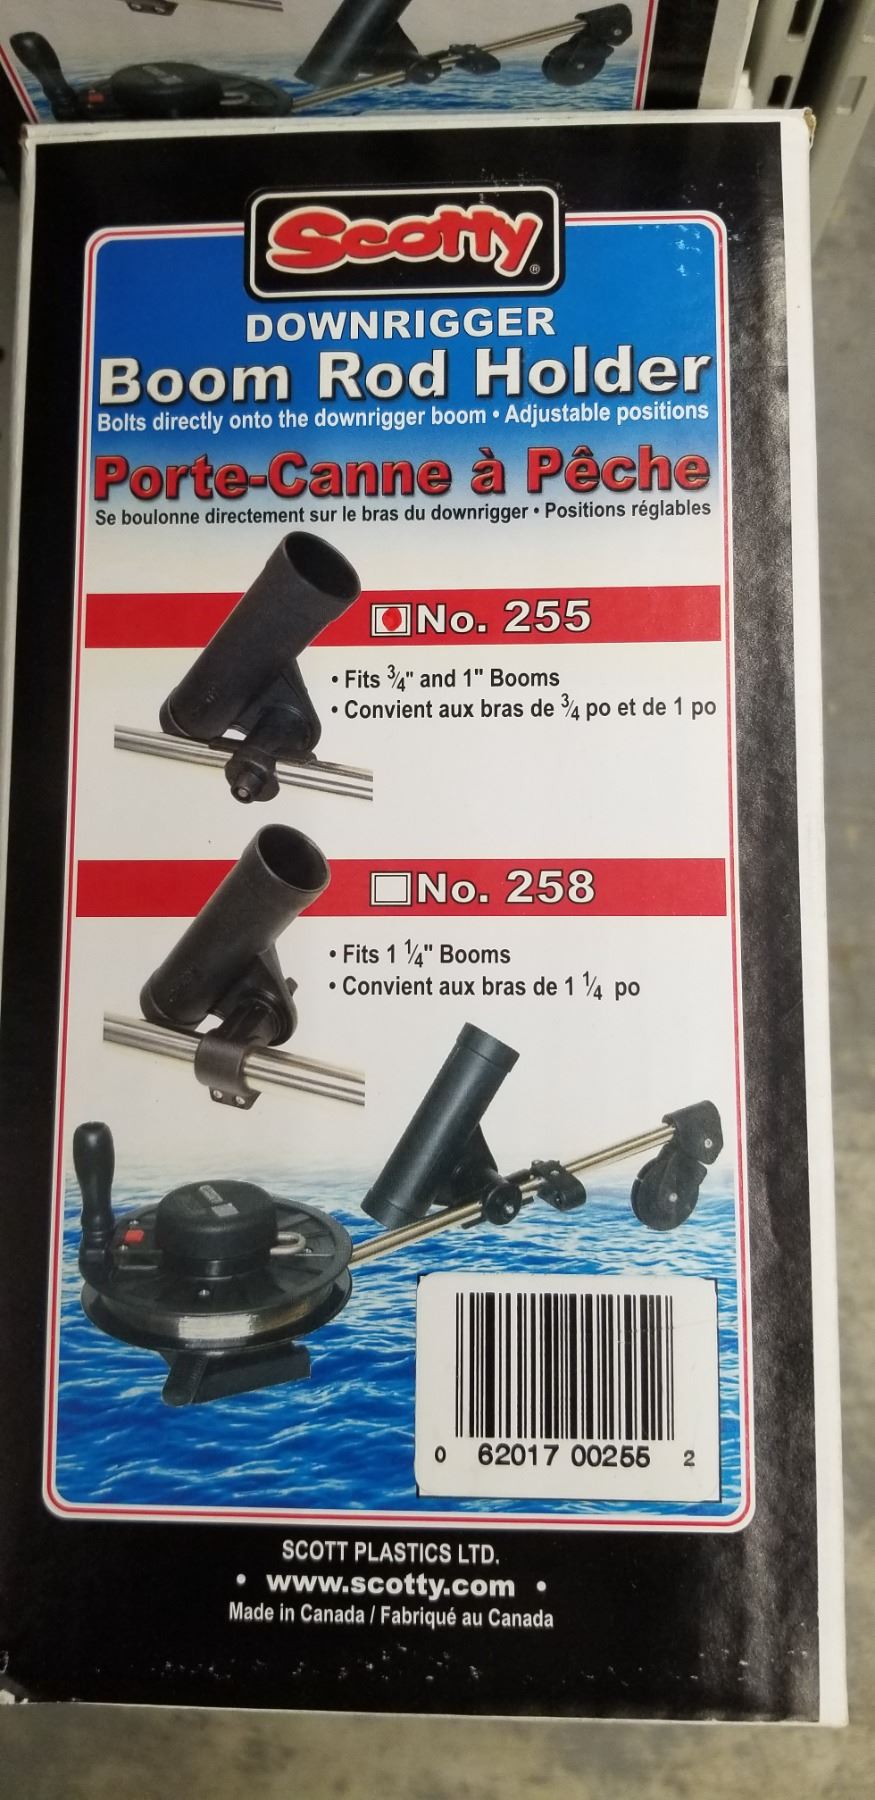 Scotty®
DOWNRIGGER
Boom Rod Holder
Bolts directly onto the downrigger boom • Adjustable positions
Porte-Canne à Pêche
Se boulonne directement sur le bras du downrigger • Positions réglables
No. 255
• Fits ¾" and 1" Booms
• Convient aux bras de ¾ po et de 1 po
No. 258
• Fits 1 ¼" Booms
• Convient aux bras de 1 ¼ po
0 62017 00255 2
SCOTT PLASTICS LTD.
• www.scotty.com •
Made in Canada / Fabriqué au Canada